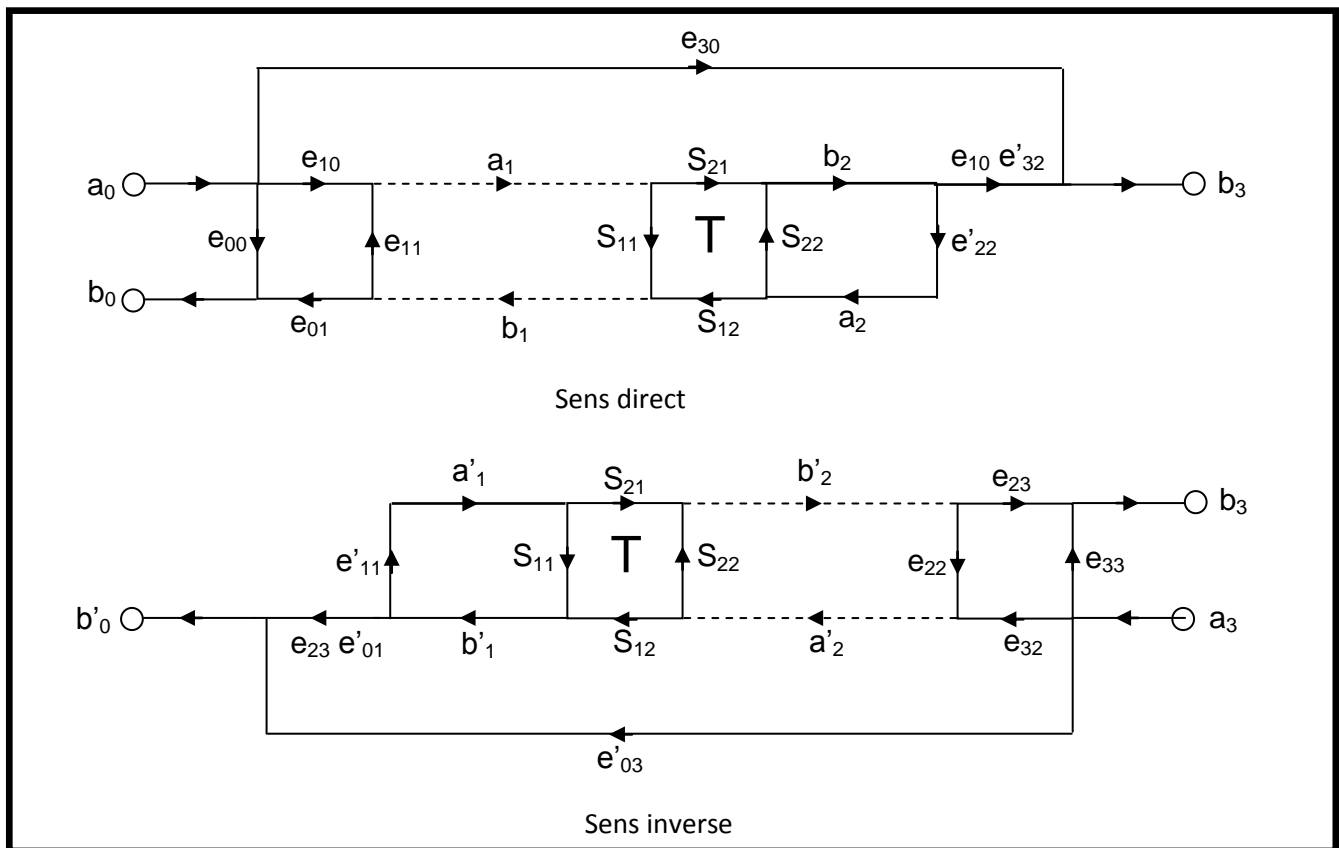 e30
e10 a1 S21 b2 e10 e'32
a0 b3
e00 e11 S11 T S22 e'22
b0
e01 b1 S12 a2
Sens direct
a'1 S21 b'2 e23
b3
e'11 S11 T S22 e22 e33
b'0 a3
e23 e'01 b'1 S12 a'2 e32
e'03
Sens inverse